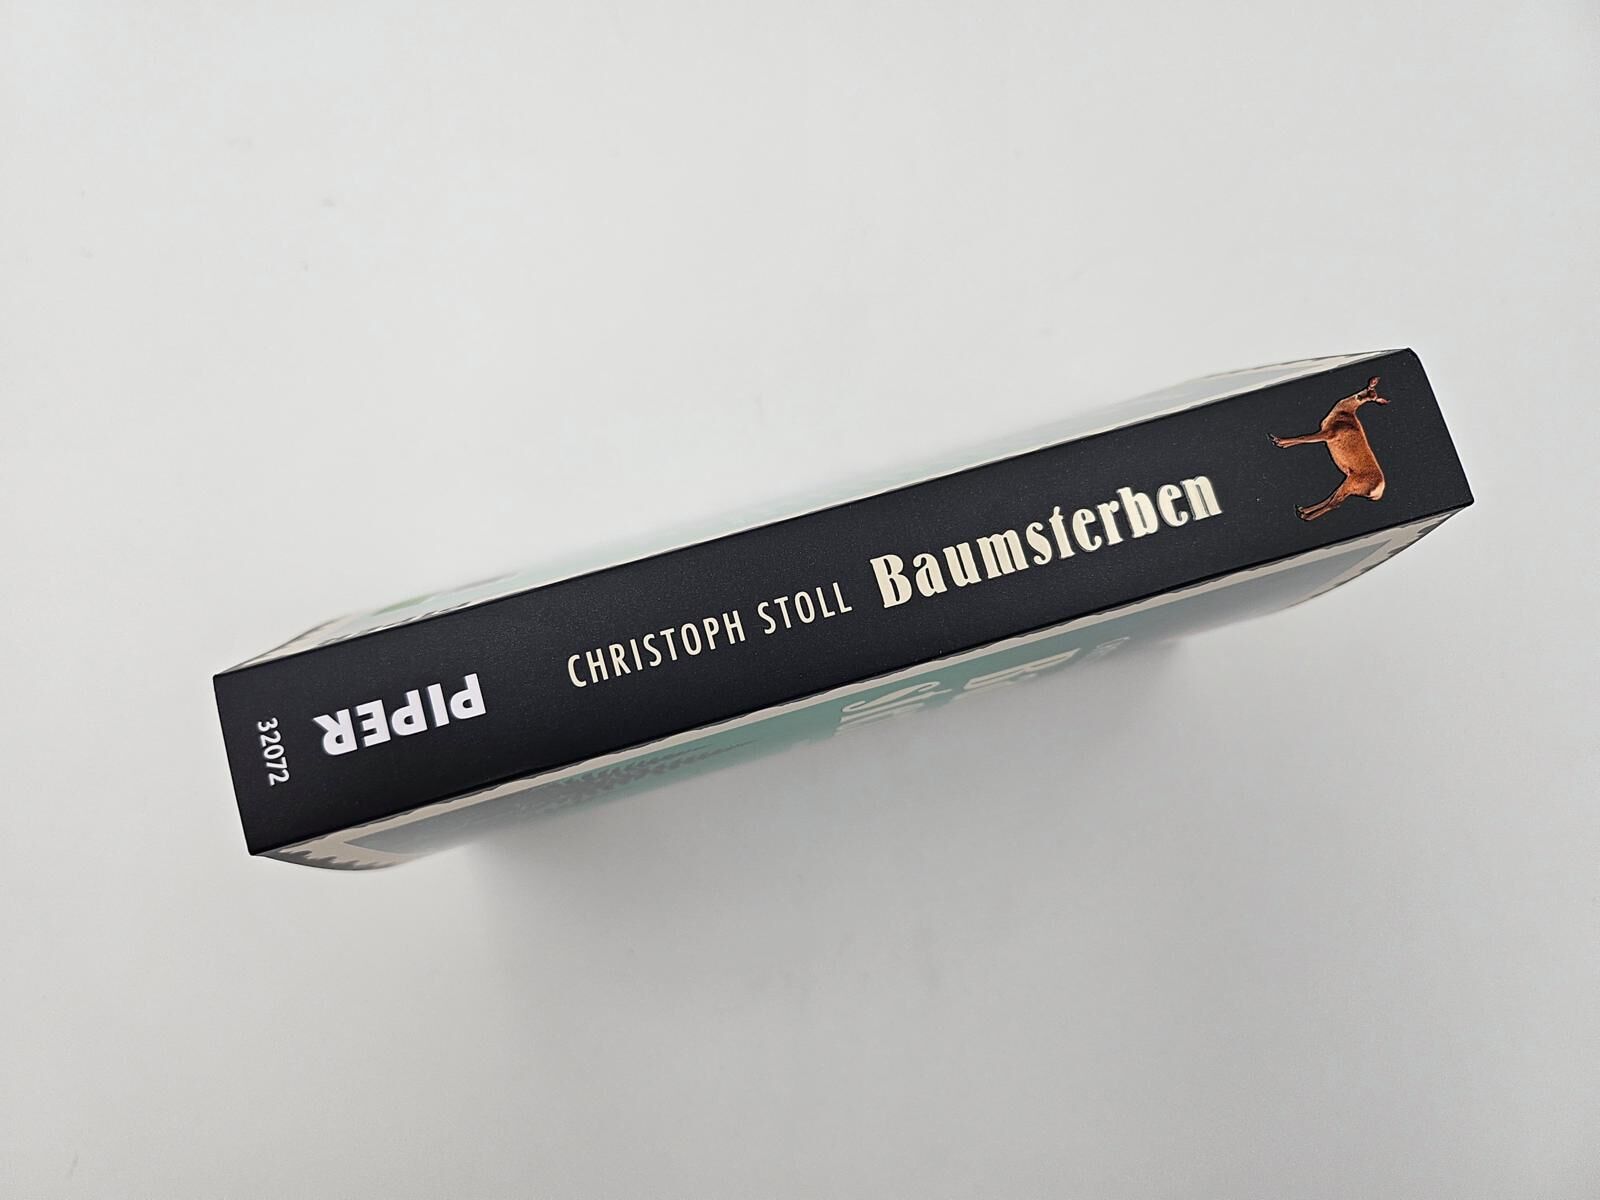 CHRISTOPH STOLL Baumsterben
PIPER
32072